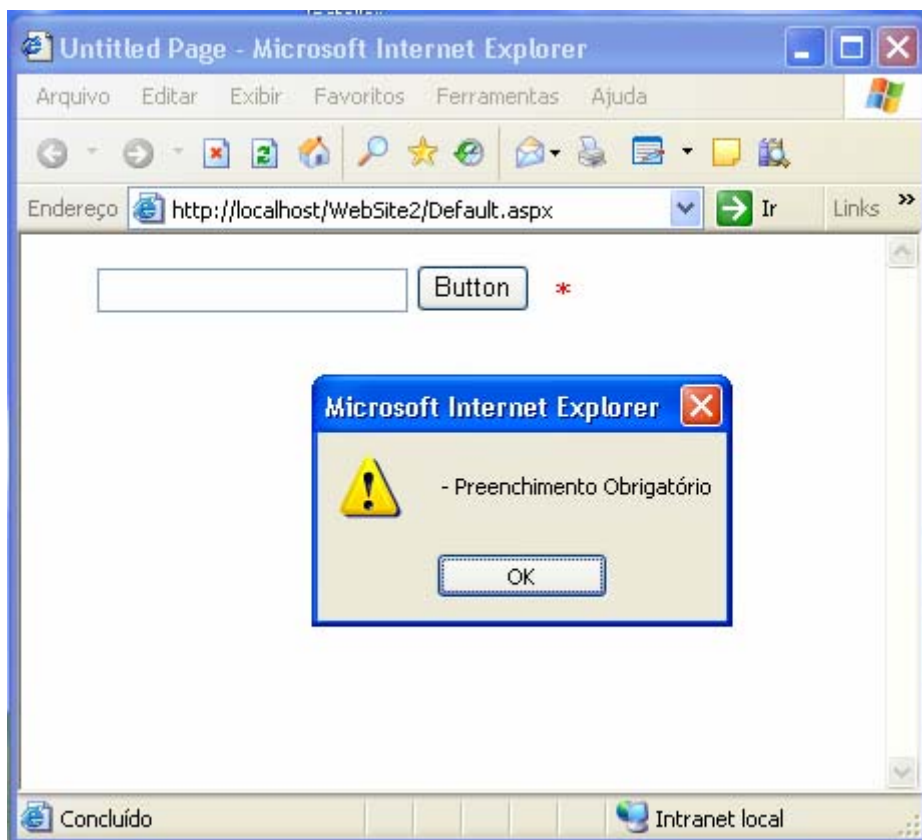 Untitled Page - Microsoft Internet Explorer
Arquivo Editar Exibir Favoritos Ferramentas Ajuda
Endereço http://localhost/WebSite2/Default.aspx Ir Links »
Button *
Microsoft Internet Explorer
- Preenchimento Obrigatório
OK
Concluído Intranet local